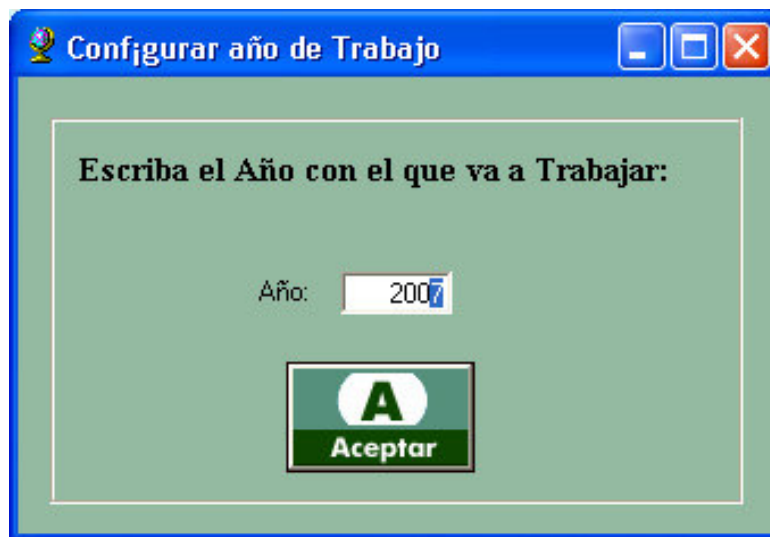 Conf¡gurar año de Trabajo
Escriba el Año con el que va a Trabajar:
Año: 2007
A
Aceptar